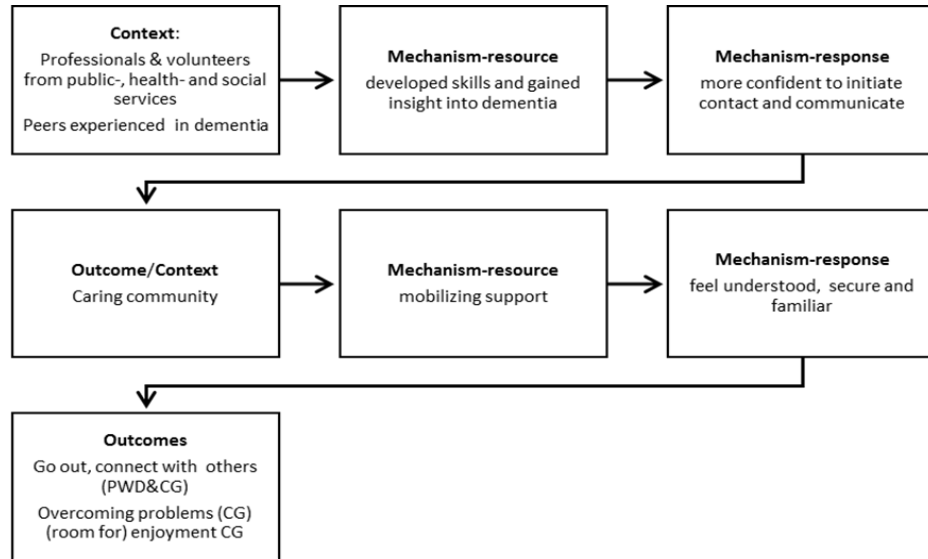 Context:
Professionals & volunteers
from public-, health- and social
services
Peers experienced in dementia
Mechanism-resource
developed skills and gained
insight into dementia
Mechanism-response
more confident to initiate
contact and communicate
Outcome/Context
Caring community
Mechanism-resource
mobilizing support
Mechanism-response
feel understood, secure and
familiar
Outcomes
Go out, connect with others
(PWD&CG)
Overcoming problems (CG)
(room for) enjoyment CG